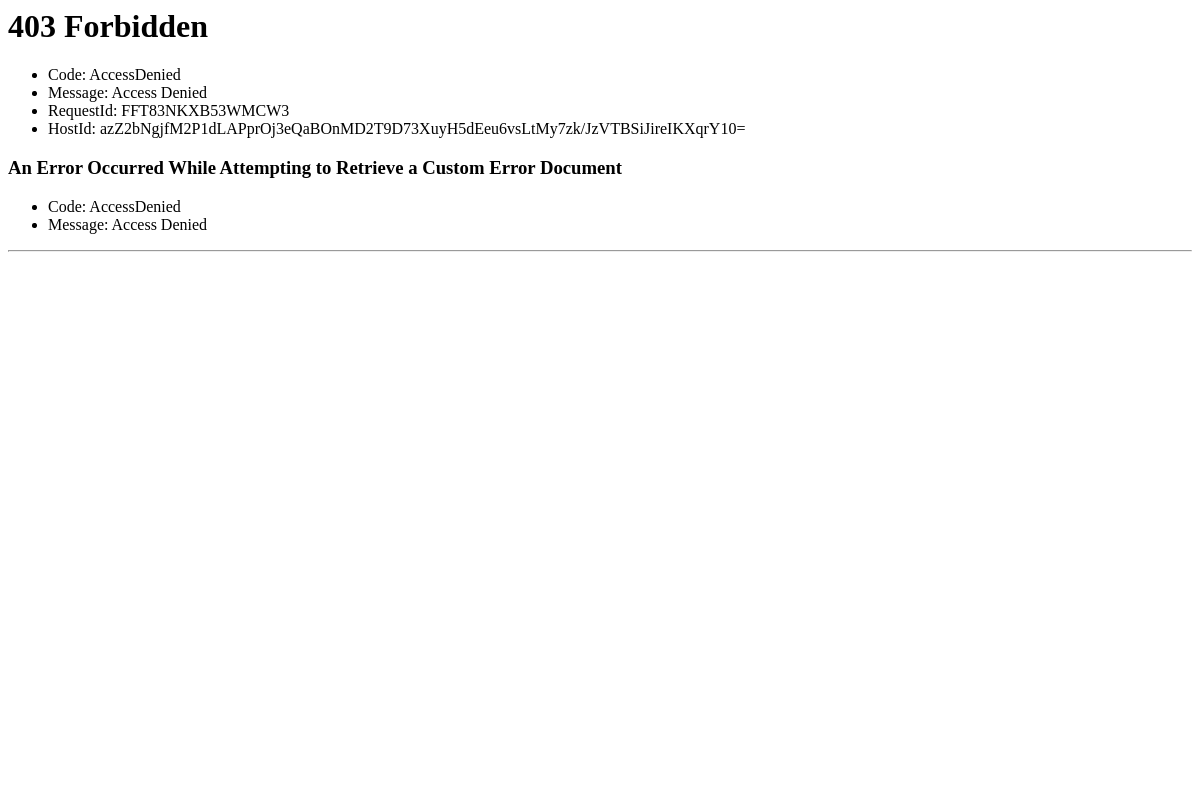 403 Forbidden
Code: AccessDenied
Message: Access Denied
RequestId: FFT83NKXB53WMCW3
HostId: azZ2bNgjfM2P1dLAPprOj3eQaBOnMD2T9D73XuyH5dEeu6vsLtMy7zk/JzVTBSiJireIKXqrY10=
An Error Occurred While Attempting to Retrieve a Custom Error Document
Code: AccessDenied
Message: Access Denied